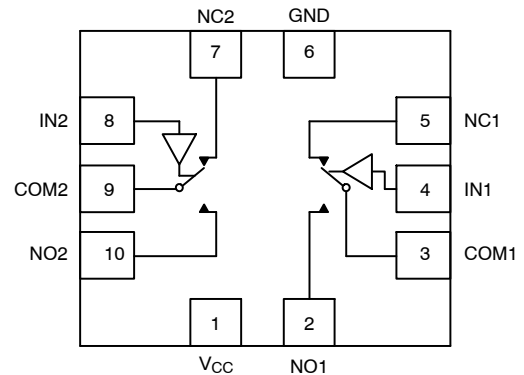 NC2 GND
7 6
IN2 8 5 NC1
COM2 9 4 IN1
NO2 10 3 COM1
1 2
VCC NO1